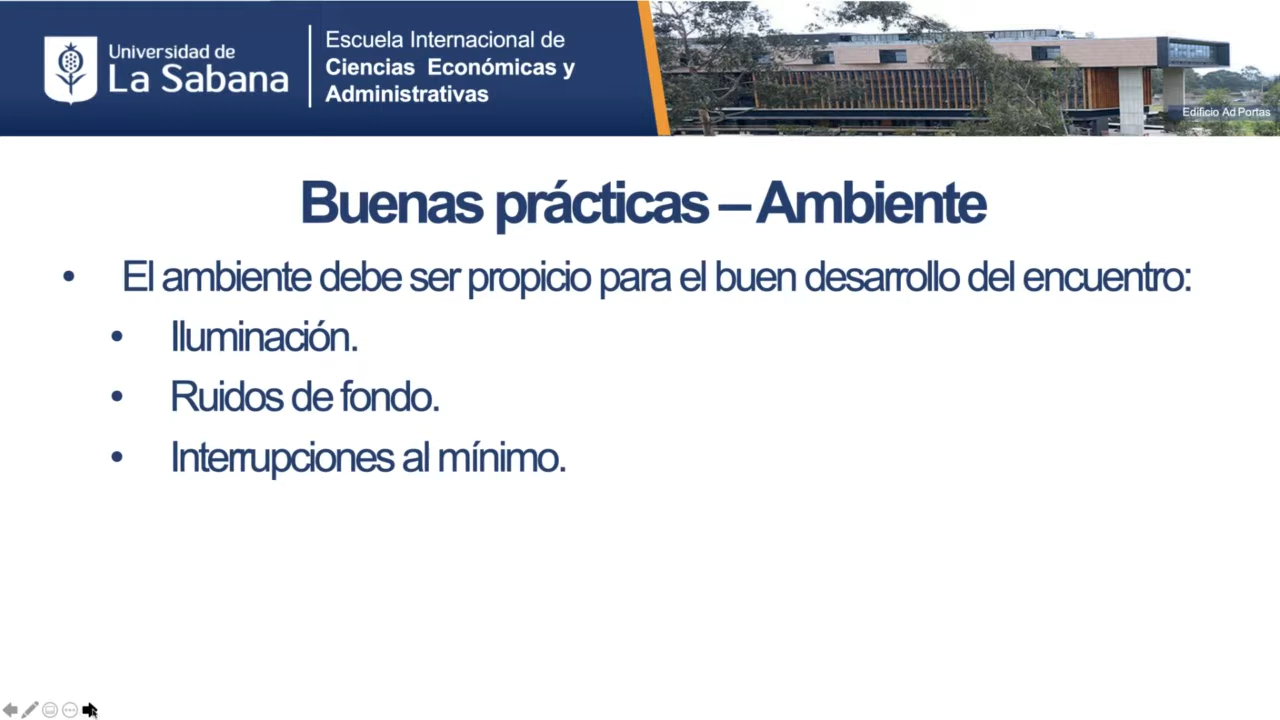 Universidad de
La Sabana
Escuela Internacional de
Ciencias Económicas y
Administrativas
Edificio Ad Portas
Buenas prácticas – Ambiente
• El ambiente debe ser propicio para el buen desarrollo del encuentro:
• Iluminación.
• Ruidos de fondo.
• Interrupciones al mínimo.